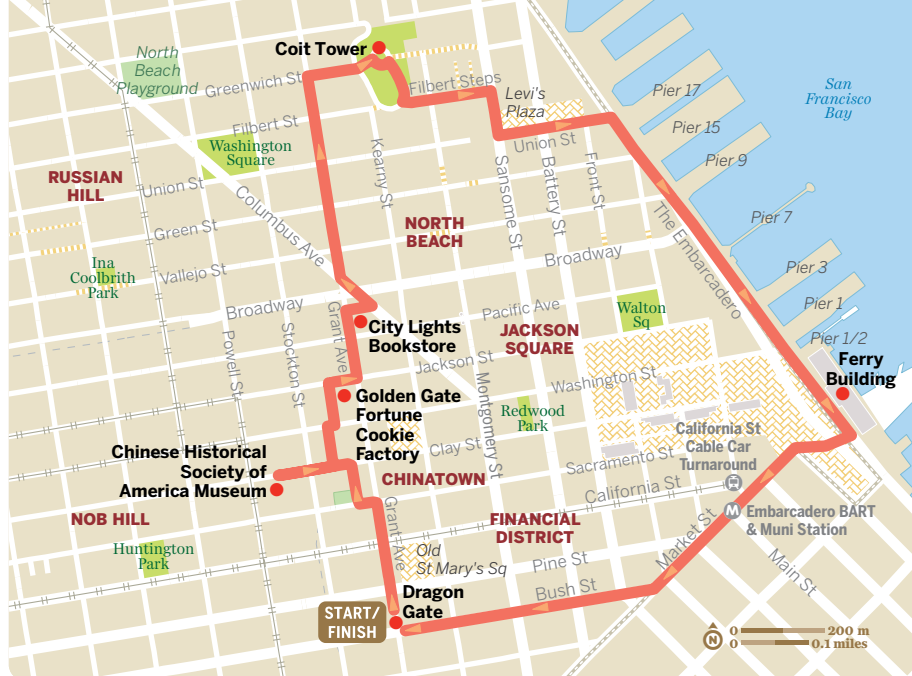 Coit Tower
North
Beach
Playground
Greenwich St
Filbert Steps
Levi's
Plaza
Pier 17
San
Francisco
Bay
Filbert St
Washington
Square
Union St
Pier 15
Kearny St
Sansome St
Battery St
Front St
Pier 9
RUSSIAN
HILL
Union St
Columbus Ave
Green St
NORTH
BEACH
The Embarcadero
Pier 7
Ina
Coolbrith
Park
Vallejo St
Broadway
Pier 3
Broadway
Grant Ave
City Lights
Bookstore
Pacific Ave
JACKSON
SQUARE
Walton
Sq
Pier 1
Pier 1/2
Ferry
Building
Powell St
Stockton St
Jackson St
Montgomery St
Washington St
Golden Gate
Fortune
Cookie
Factory
Redwood
Park
California St
Cable Car
Turnaround
Clay St
Chinese Historical
Society of
America Museum
CHINATOWN
Sacramento St
California St
NOB HILL
Grant Ave
FINANCIAL
DISTRICT
Market St
M
Embarcadero BART
& Muni Station
Huntington
Park
Old
St Mary's Sq
Pine St
Main St
Dragon
Gate
Bush St
START/
FINISH
N
0
200 m
0
0.1 miles